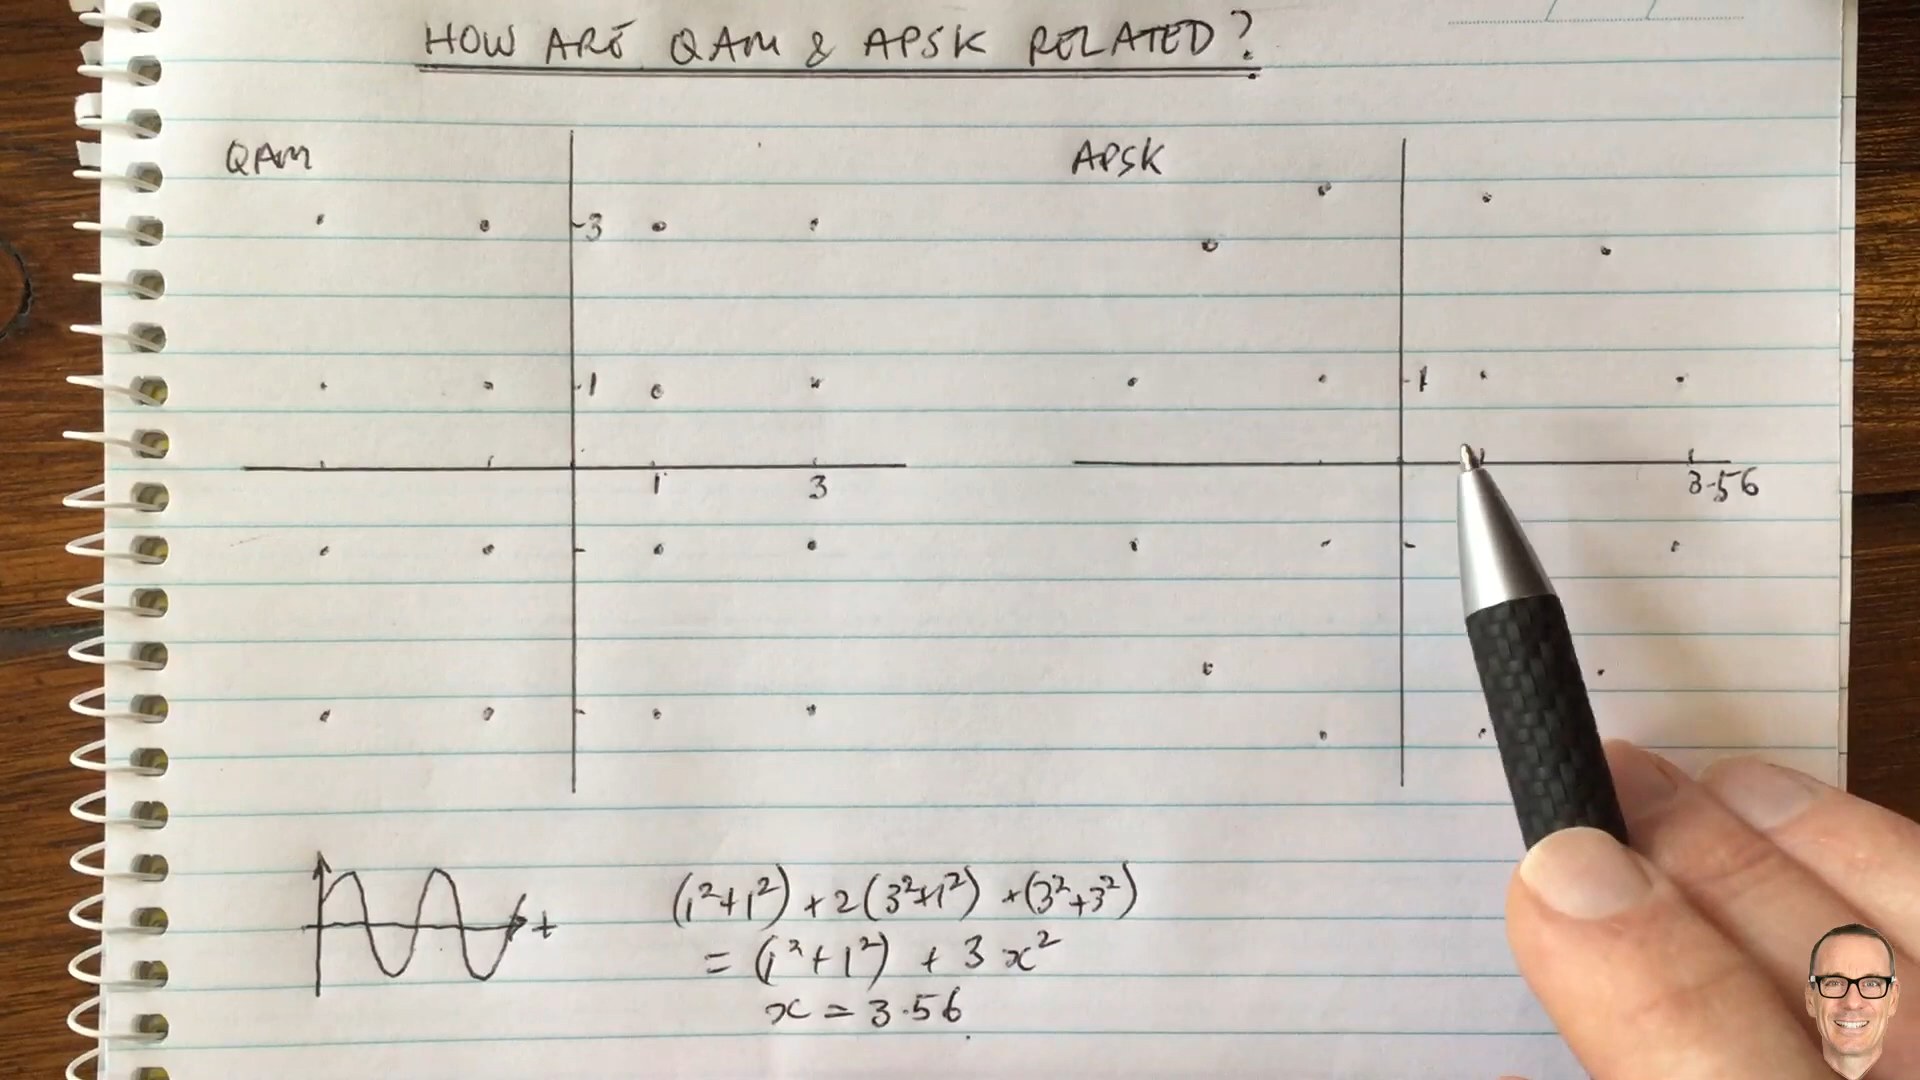 HOW ARE QAM & APSK RELATED?
QAM
3
1
1 3
APSK
1
3.56
t
(1²+1²) + 2(3²+1²) + (3²+3²)
= (1²+1²) + 3x²
x = 3.56